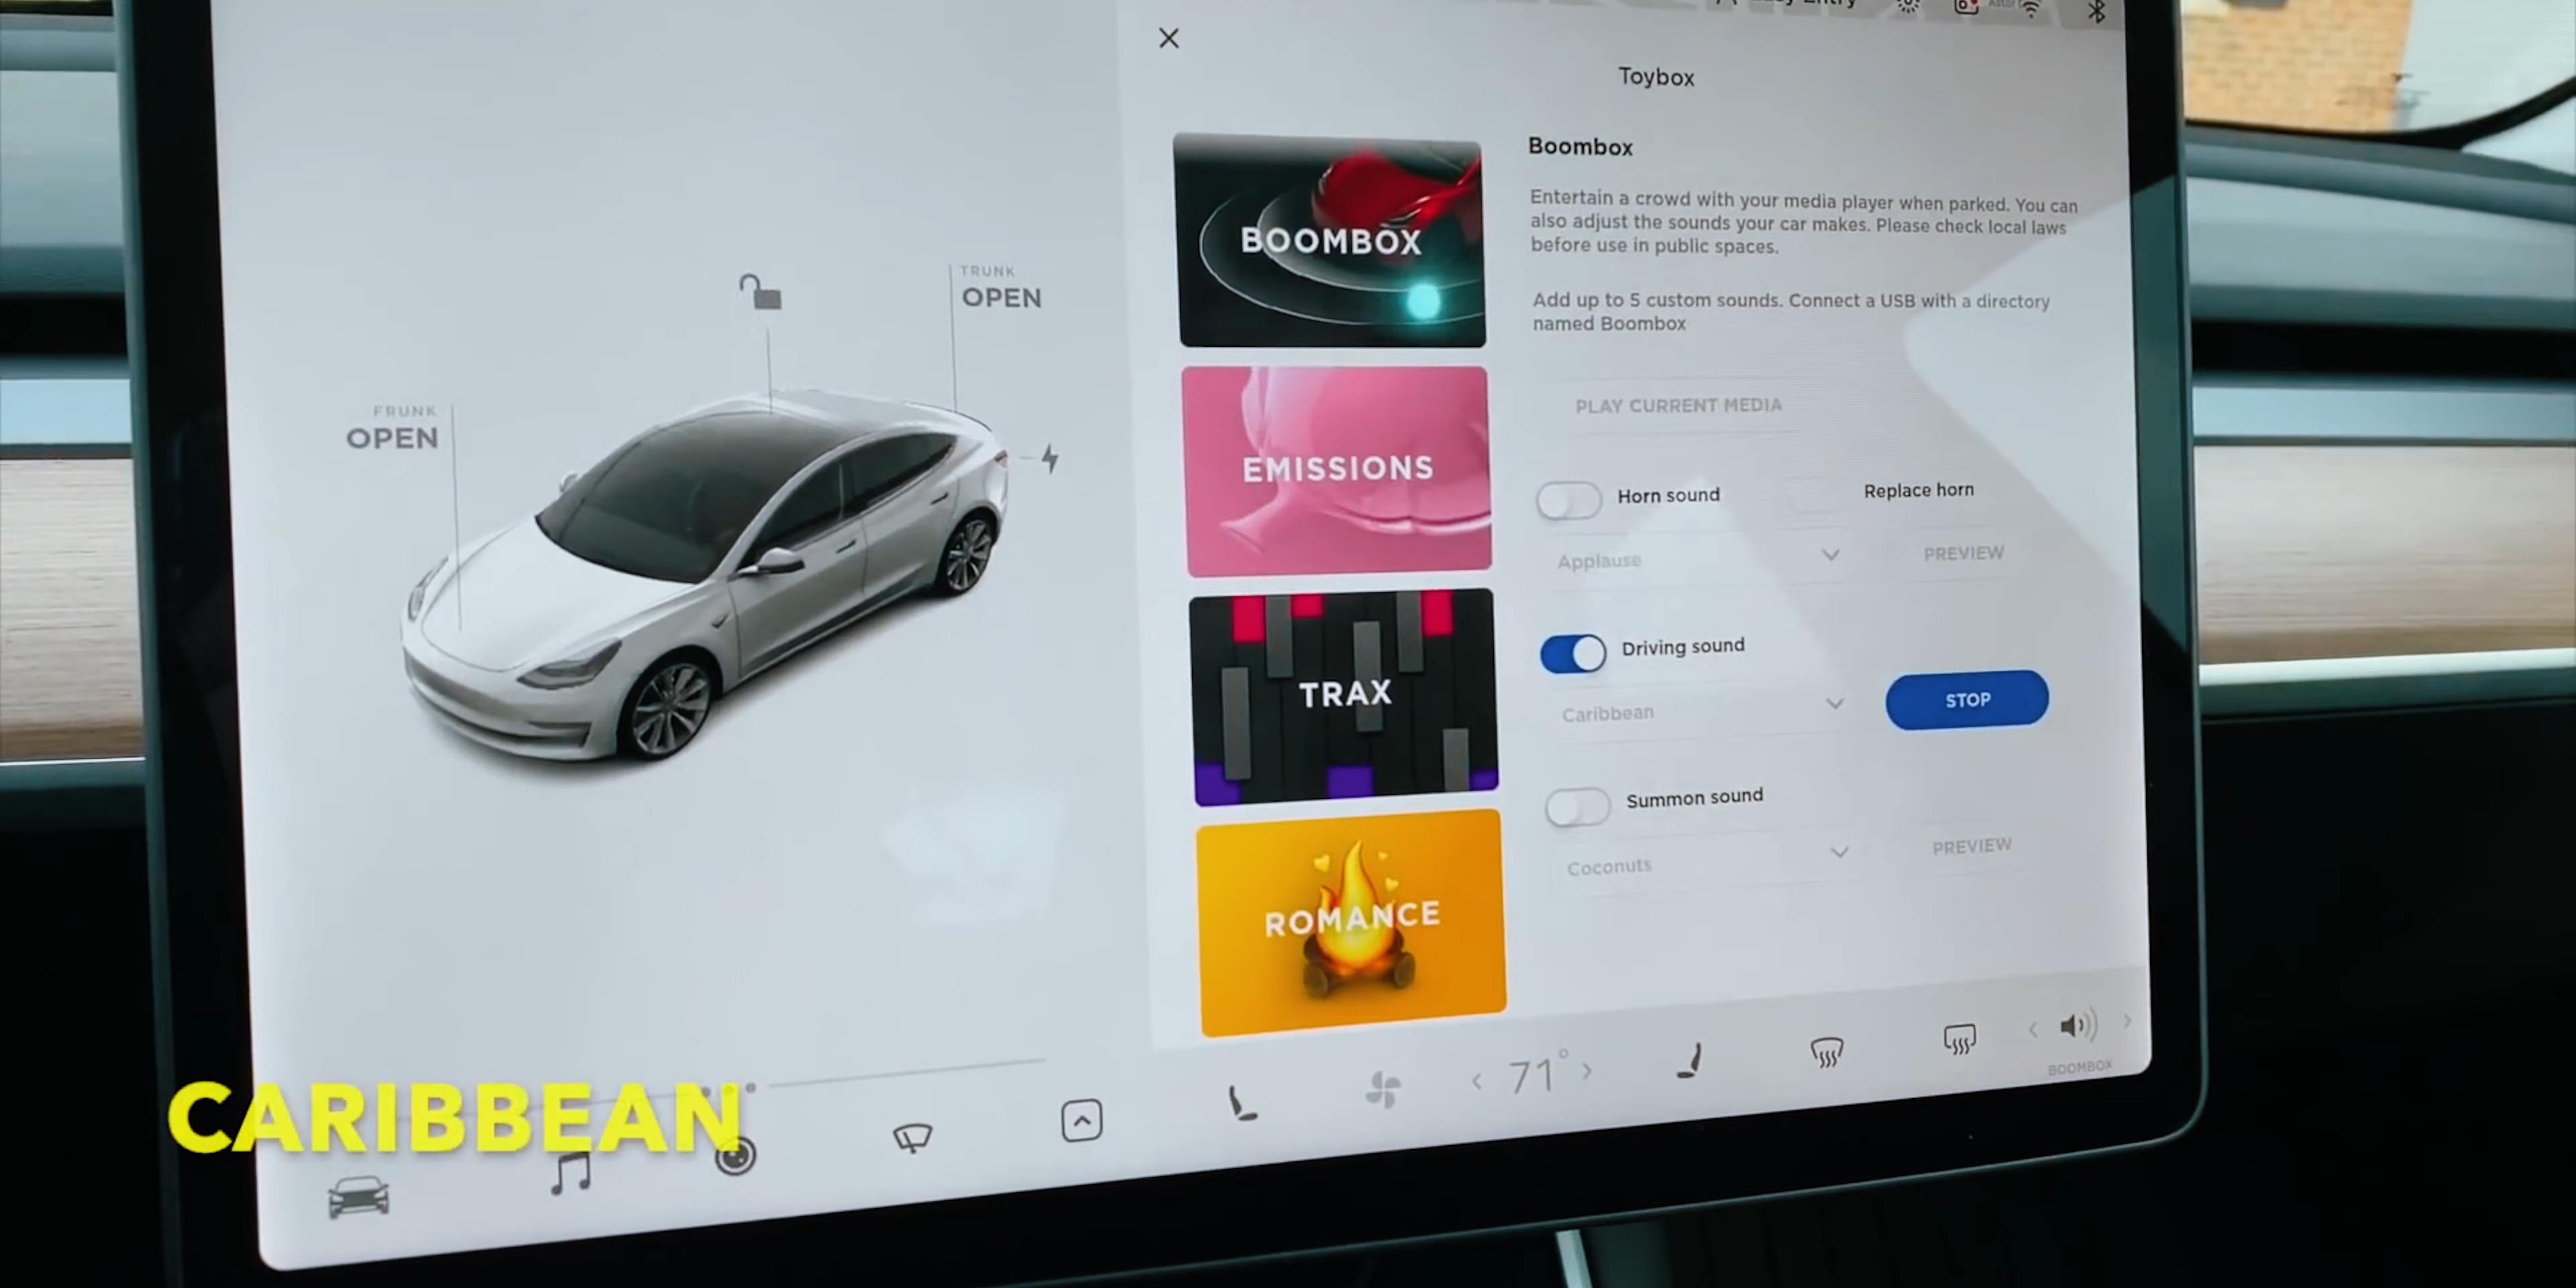 Toybox
TRUNK
OPEN
FRUNK
OPEN
BOOMBOX
EMISSIONS
TRAX
ROMANCE
Boombox
Entertain a crowd with your media player when parked. You can
also adjust the sounds your car makes. Please check local laws
before use in public spaces.
Add up to 5 custom sounds. Connect a USB with a directory
named Boombox
PLAY CURRENT MEDIA
Horn sound
Replace horn
Applause
PREVIEW
Driving sound
Caribbean
STOP
Summon sound
Coconuts
PREVIEW
71°
BOOMBOX
CARIBBEAN